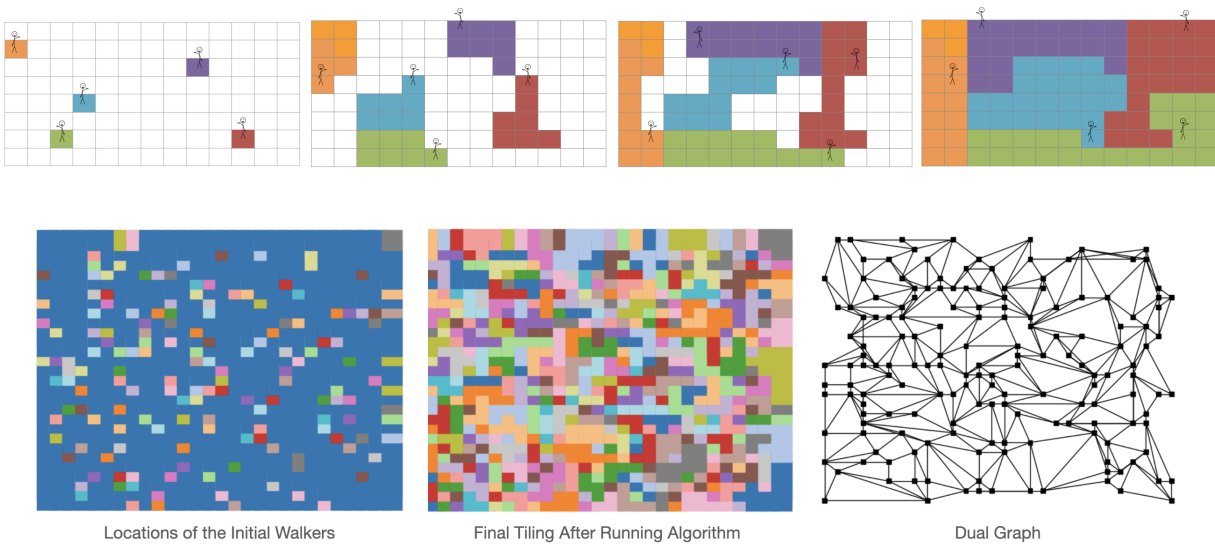 Locations of the Initial Walkers
Final Tiling After Running Algorithm
Dual Graph